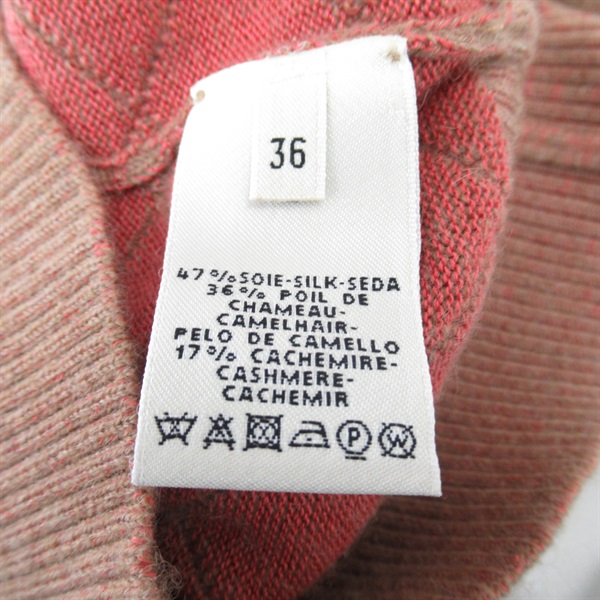 36
47%SOIE-SILK-SEDA
36% POIL DE
CHAMEAU-
CAMELHAIR-
PELO DE CAMELLO
17% CACHEMIRE-
CASHMERE-
CACHEMIR
P W